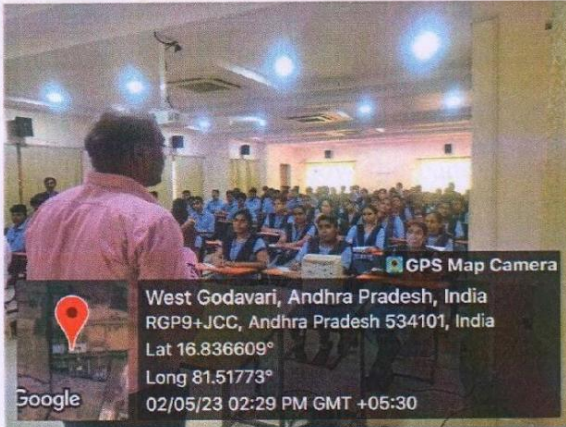 GPS Map Camera
West Godavari, Andhra Pradesh, India
RGP9+JCC, Andhra Pradesh 534101, India
Lat 16.836609°
Long 81.51773°
02/05/23 02:29 PM GMT +05:30
Google